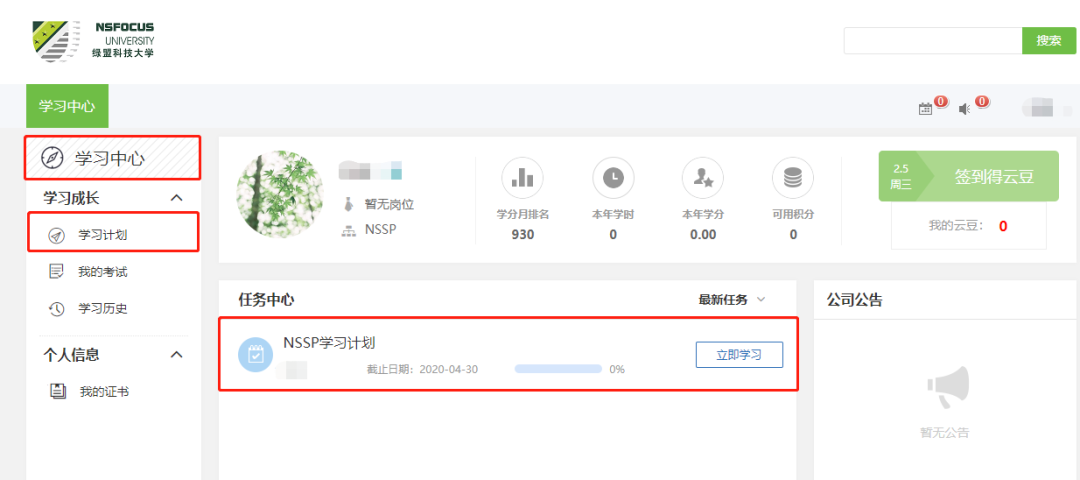 NSFOCUS
UNIVERSITY
绿盟科技大学
搜索
学习中心
0
0
学习中心
学习成长
学习计划
我的考试
学习历史
个人信息
我的证书
暂无岗位
NSSP
学分月排名
930
本年学时
0
本年学分
0.00
可用积分
0
2.5
周三
签到得云豆
我的云豆： 0
任务中心
最新任务
NSSP学习计划
截止日期：2020-04-30
0%
立即学习
公司公告
暂无公告